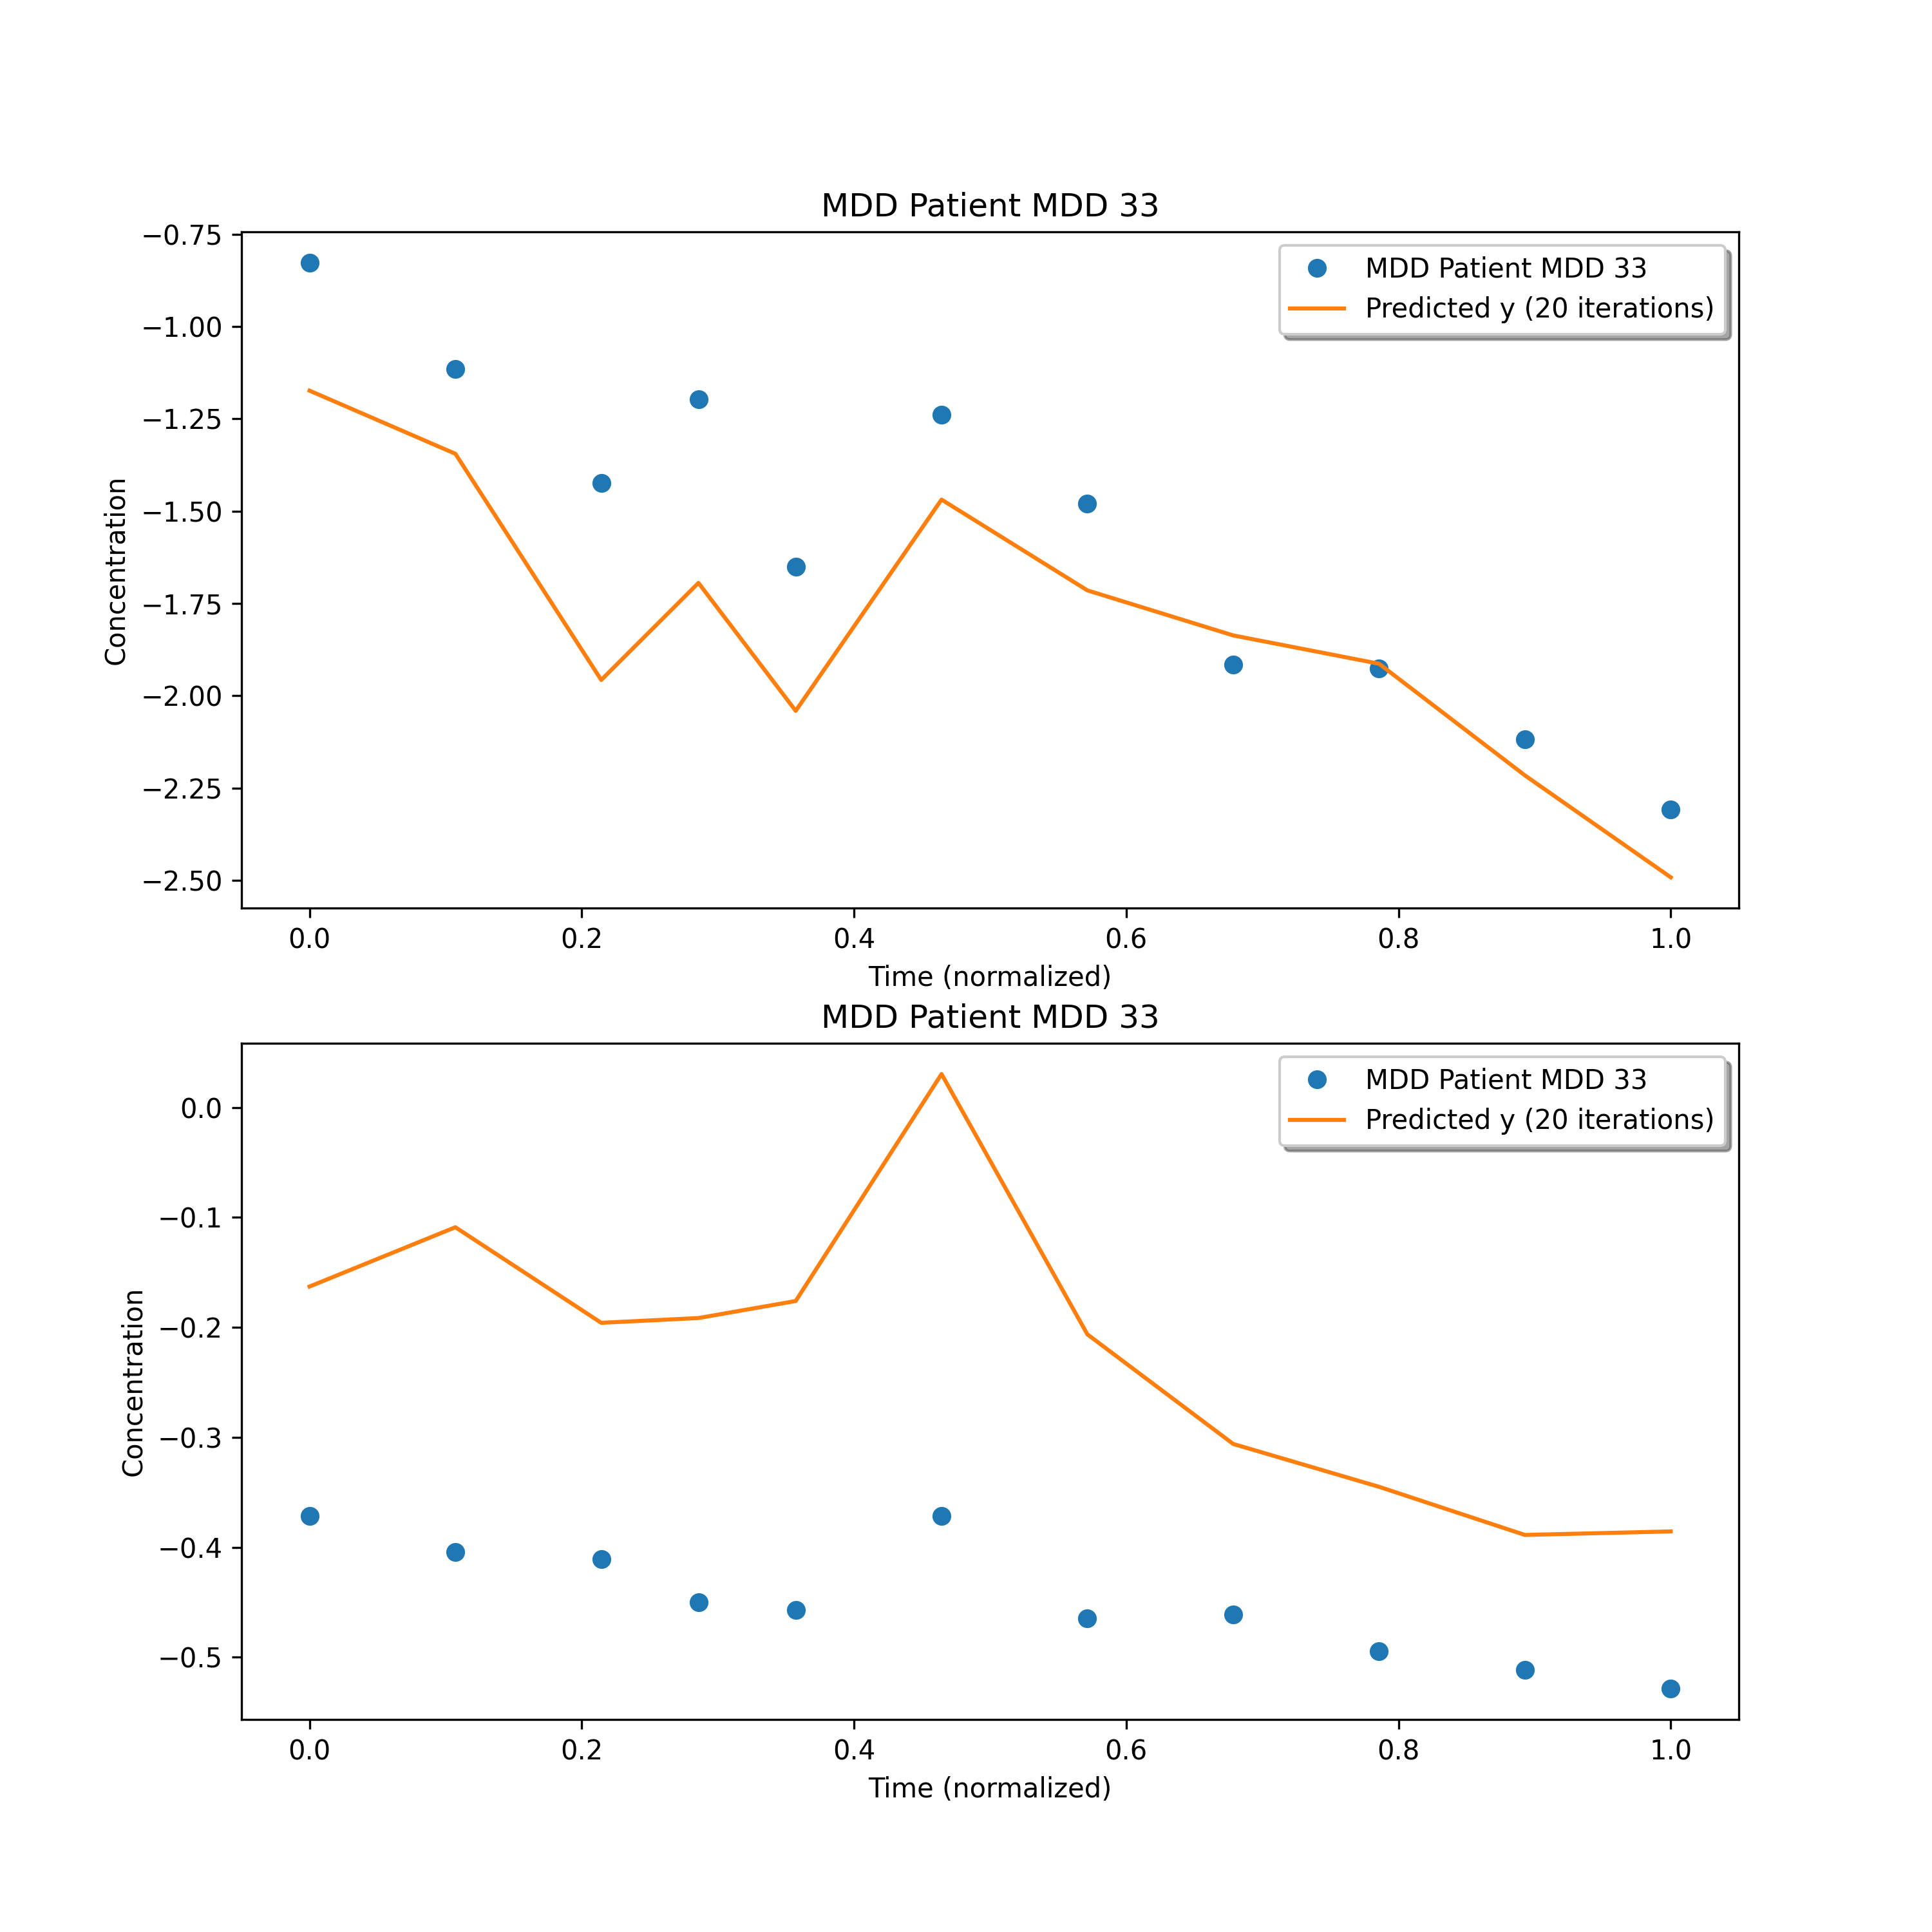 MDD Patient MDD 33
−0.75
−1.00
−1.25
−1.50
−1.75
−2.00
−2.25
−2.50
Concentration
MDD Patient MDD 33
Predicted y (20 iterations)
0.0 0.2 0.4 0.6 0.8 1.0
Time (normalized)
MDD Patient MDD 33
0.0
−0.1
−0.2
−0.3
−0.4
−0.5
Concentration
MDD Patient MDD 33
Predicted y (20 iterations)
0.0 0.2 0.4 0.6 0.8 1.0
Time (normalized)